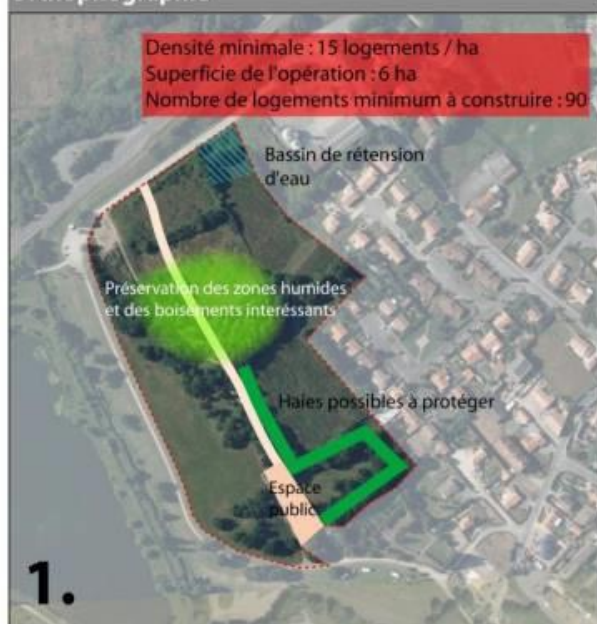 Densité minimale : 15 logements / ha
Superficie de l'opération : 6 ha
Nombre de logements minimum à construire : 90
Bassin de rétension
d'eau
Préservation des zones humides
et des boisements interéssants
Haies possibles à protéger
Espace
public
1.